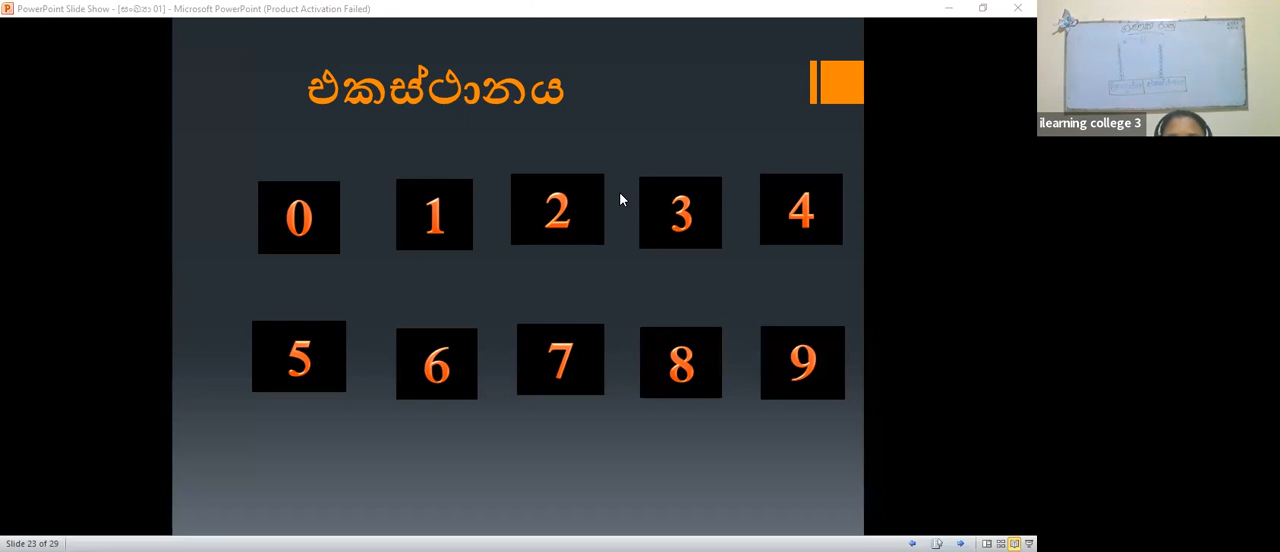 PowerPoint Slide Show - [සංඛ්‍යා 01] - Microsoft PowerPoint (Product Activation Failed)
එකස්ථානය
0 1 2 3 4
5 6 7 8 9
ilearning college 3
Slide 23 of 29